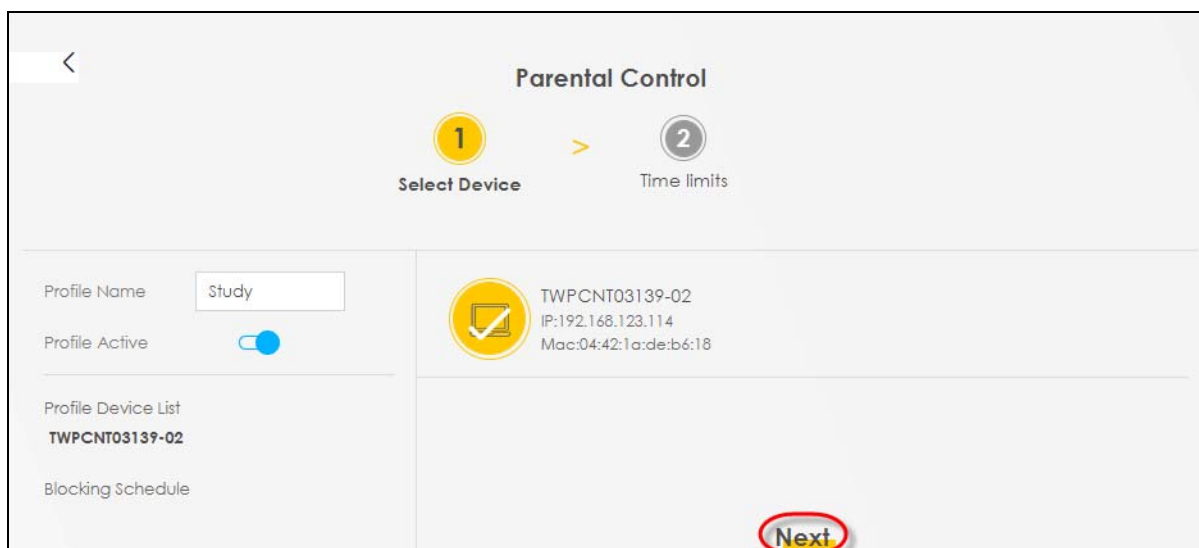 <
Parental Control
1 > 2
Select Device Time limits
Profile Name Study
Profile Active
Profile Device List
TWPCNT03139-02
Blocking Schedule
TWPCNT03139-02
IP:192.168.123.114
Mac:04:42:1a:de:b6:18
Next